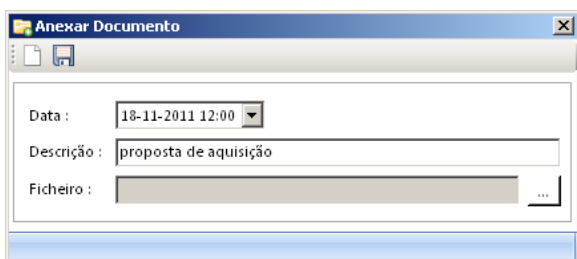 Anexar Documento
Data : 18-11-2011 12:00
Descrição : proposta de aquisição
Ficheiro : ...